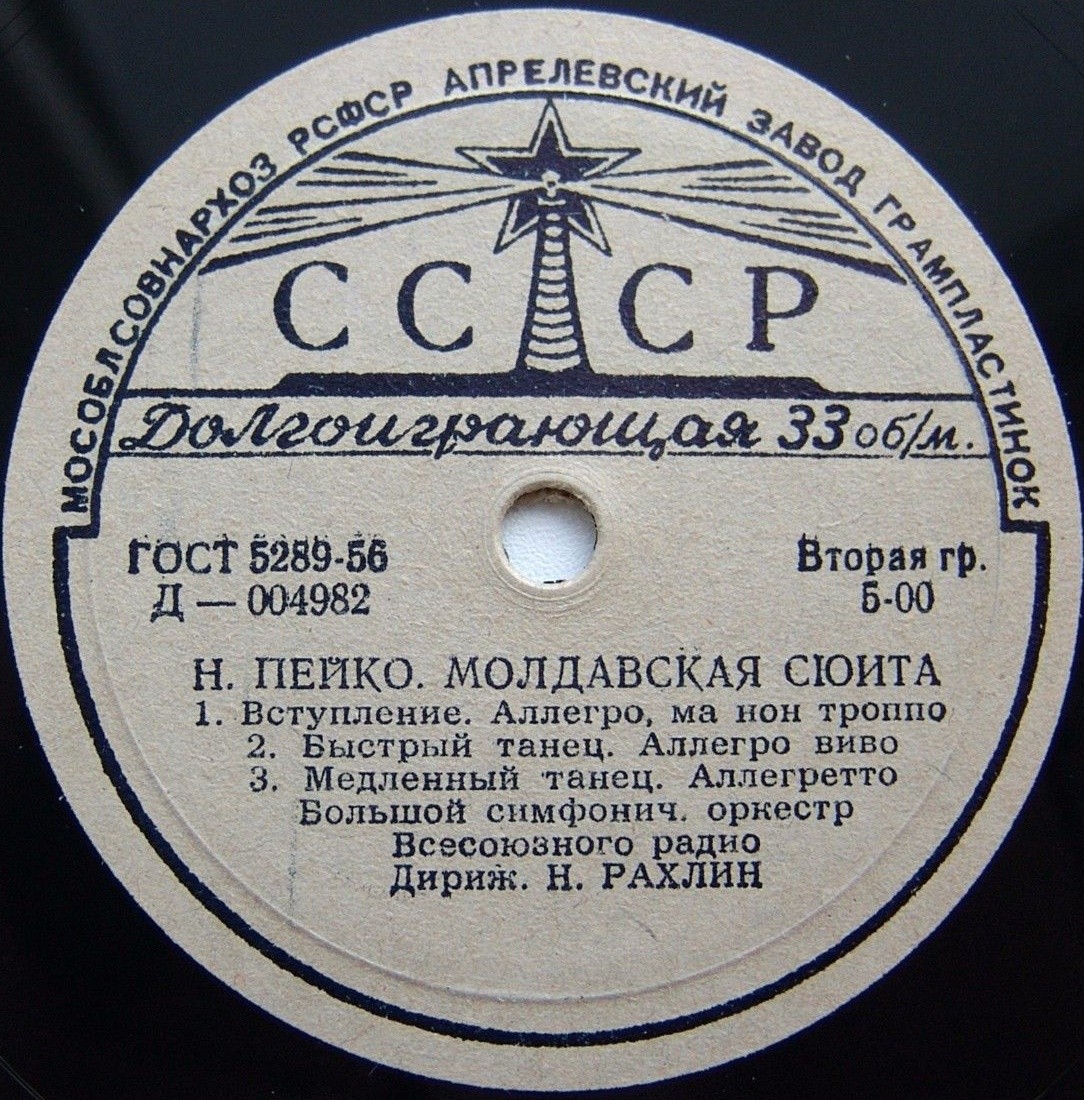 МОСОБЛСОВНАРХОЗ РСФСР АПРЕЛЕВСКИЙ ЗАВОД ГРАМПЛАСТИНОК
СССР
Долгоиграющая 33 об/м.
ГОСТ 5289-56
Вторая гр.
Д — 004982
5-00
Н. ПЕЙКО. МОЛДАВСКАЯ СЮИТА
1. Вступление. Аллегро, ма нон троппо
2. Быстрый танец. Аллегро виво
3. Медленный танец. Аллегретто
Большой симфонич. оркестр
Всесоюзного радио
Дириж. Н. РАХЛИН